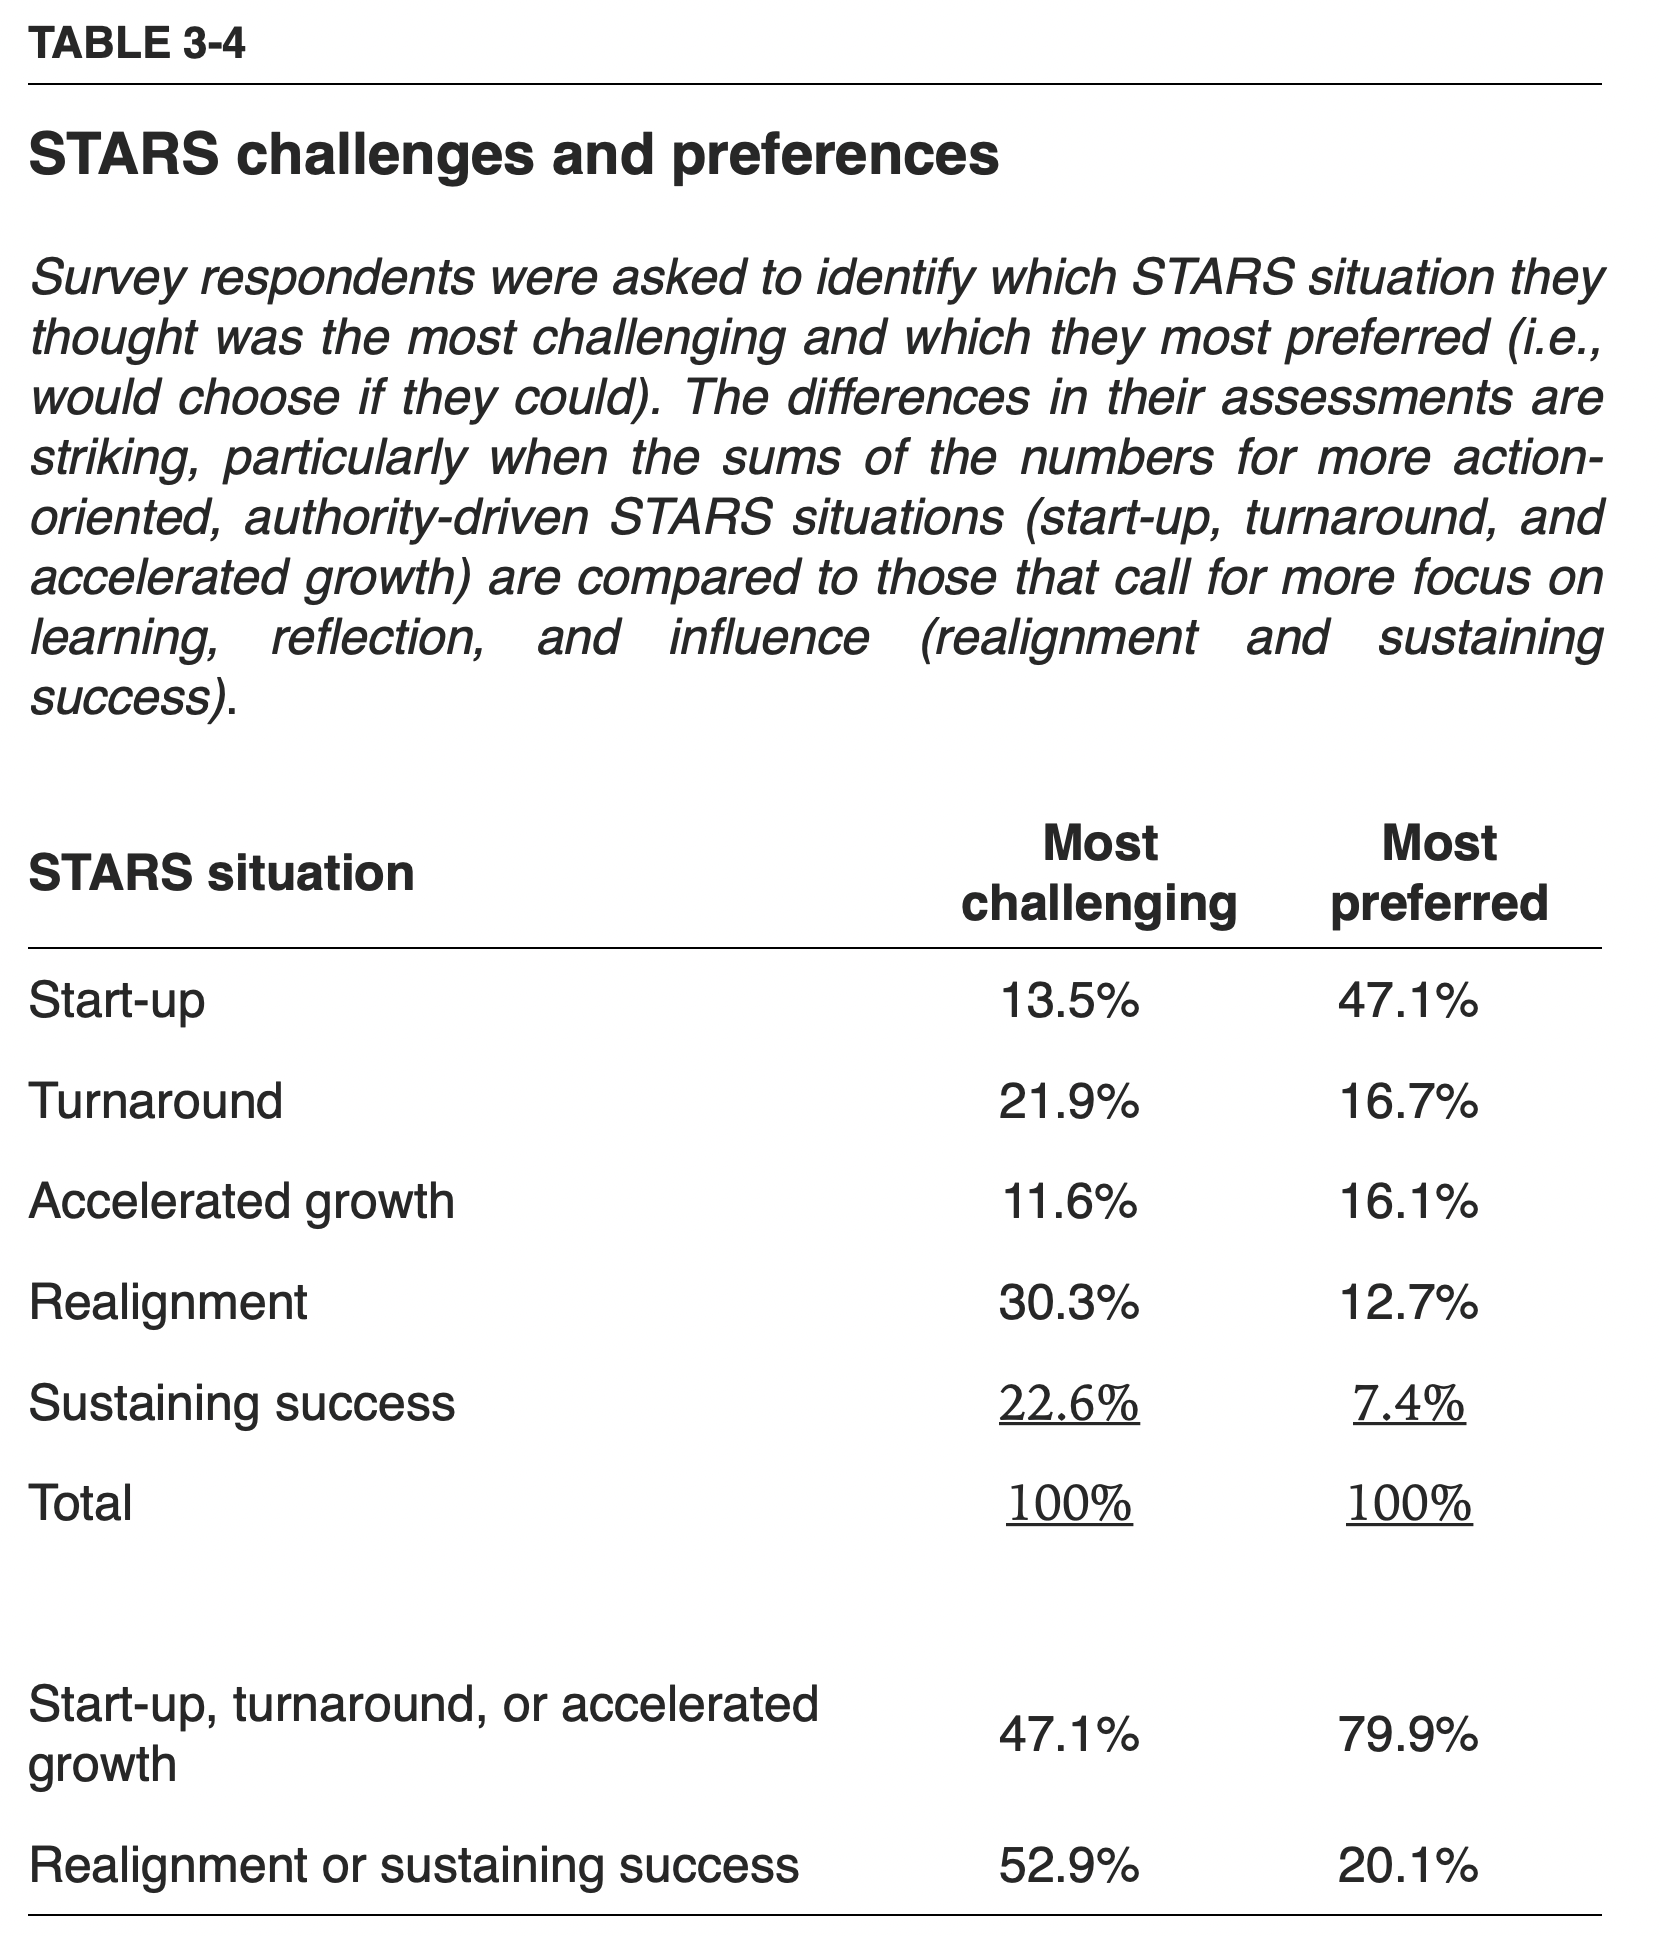 TABLE 3-4
STARS challenges and preferences
Survey respondents were asked to identify which STARS situation they
thought was the most challenging and which they most preferred (i.e.,
would choose if they could). The differences in their assessments are
striking, particularly when the sums of the numbers for more action-
oriented, authority-driven STARS situations (start-up, turnaround, and
accelerated growth) are compared to those that call for more focus on
learning, reflection, and influence (realignment and sustaining
success).
STARS situation Most challenging Most preferred
Start-up 13.5% 47.1%
Turnaround 21.9% 16.7%
Accelerated growth 11.6% 16.1%
Realignment 30.3% 12.7%
Sustaining success 22.6% 7.4%
Total 100% 100%
Start-up, turnaround, or accelerated growth 47.1% 79.9%
Realignment or sustaining success 52.9% 20.1%